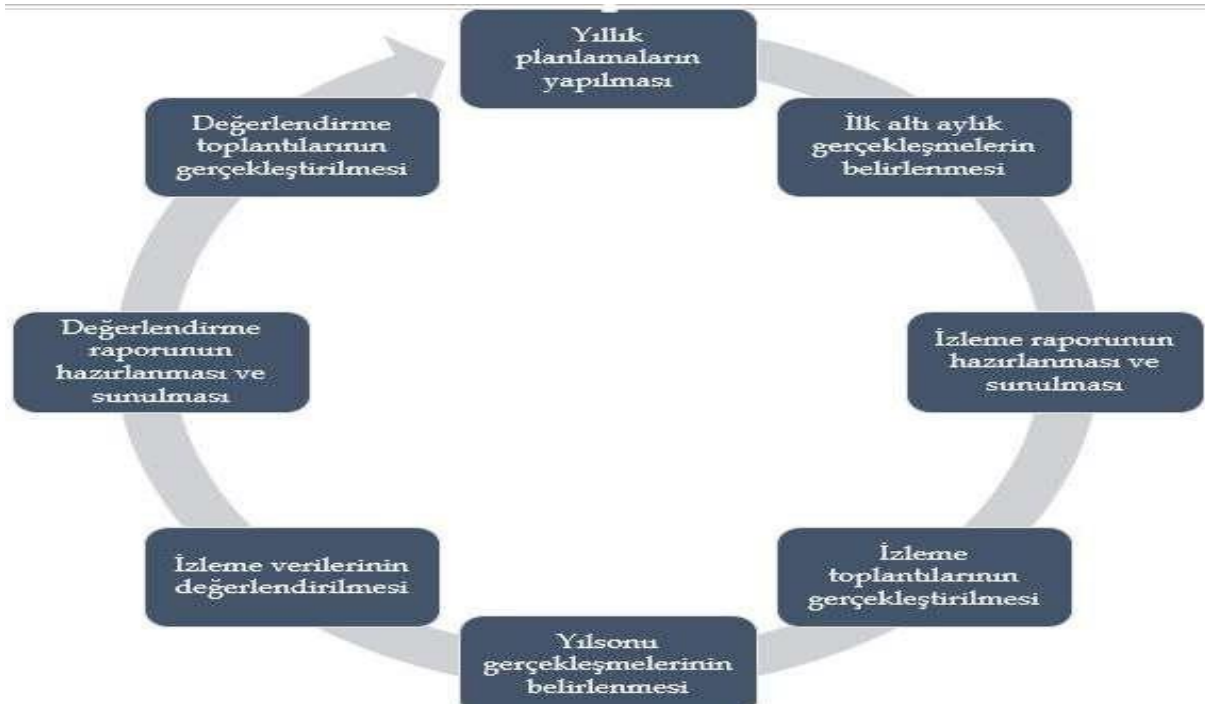 Yıllık
planlamaların
yapılması
İlk altı aylık
gerçekleşmelerin
belirlenmesi
İzleme raporunun
hazırlanması ve
sunulması
İzleme
toplantılarının
gerçekleştirilmesi
Yılsonu
gerçekleşmelerinin
belirlenmesi
İzleme verilerinin
değerlendirilmesi
Değerlendirme
raporunun
hazırlanması ve
sunulması
Değerlendirme
toplantılarının
gerçekleştirilmesi